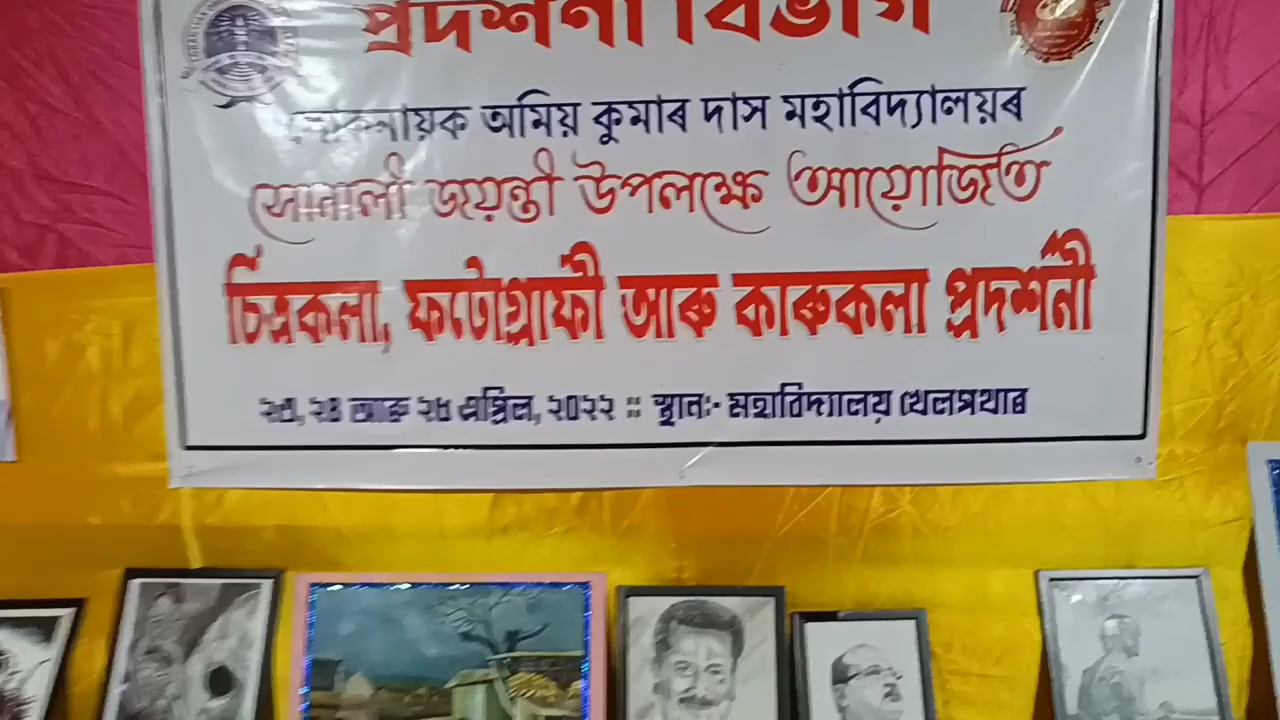 প্ৰদৰ্শনী বিভাগ
অমিয় কুমাৰ দাস মহাবিদ্যালয়ৰ
সোনালী জয়ন্তী উপলক্ষে আয়োজিত
চিত্ৰকলা, ফটোগ্ৰাফী আৰু কাৰুকলা প্ৰদৰ্শনী
আৰু এপ্ৰিল, ২০২২ :: স্থান:- মহাবিদ্যালয় খেলপথাৰ